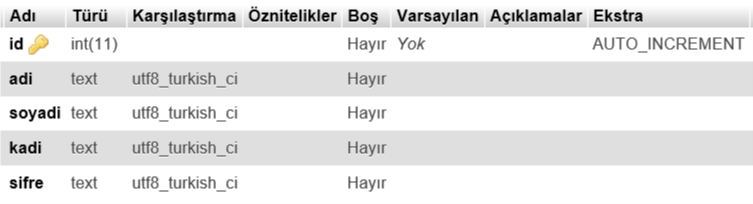 Adı Türü Karşılaştırma Öznitelikler Boş Varsayılan Açıklamalar Ekstra
id int(11) Hayır Yok AUTO_INCREMENT
adi text utf8_turkish_ci Hayır
soyadi text utf8_turkish_ci Hayır
kadi text utf8_turkish_ci Hayır
sifre text utf8_turkish_ci Hayır